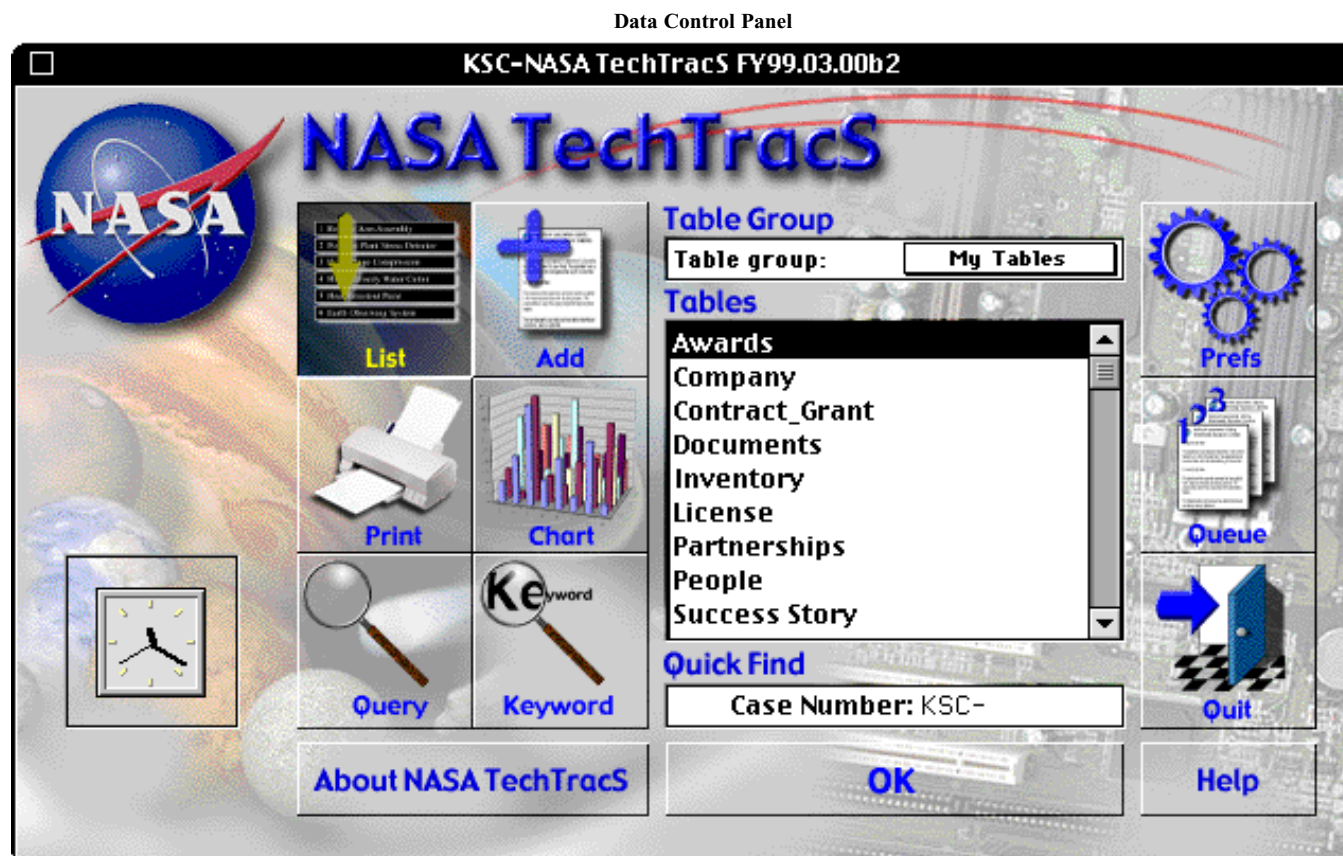 Data Control Panel
KSC-NASA TechTracS FY99.03.00b2
NASA TechTracS
NASA
List
Add
Print
Chart
Query
Keyword
Keyword
Table Group
Table group: My Tables
Tables
Awards
Company
Contract_Grant
Documents
Inventory
License
Partnerships
People
Success Story
Quick Find
Case Number: KSC-
Prefs
123
Queue
Quit
About NASA TechTracS
OK
Help